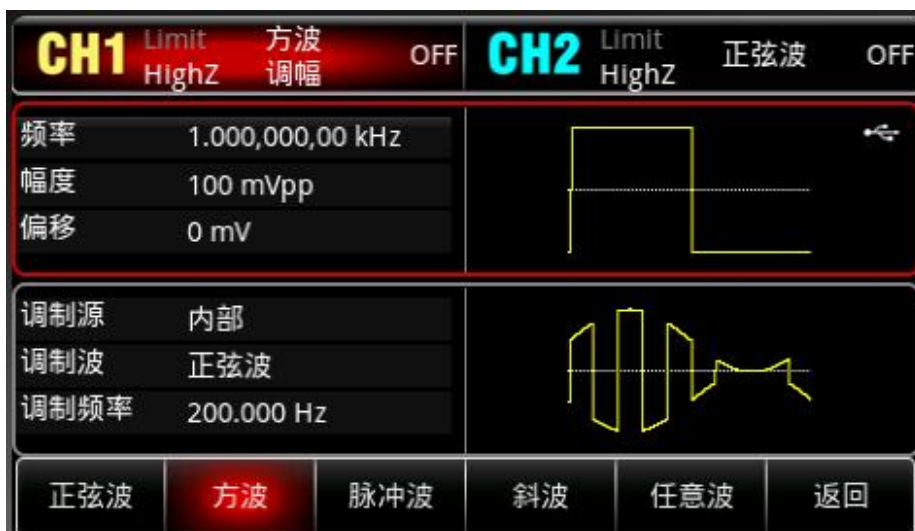 CH1 Limit 方波 OFF
HighZ 调幅
CH2 Limit 正弦波 OFF
HighZ
频率 1.000,000,00 kHz
幅度 100 mVpp
偏移 0 mV
调制源 内部
调制波 正弦波
调制频率 200.000 Hz
正弦波 方波 脉冲波 斜波 任意波 返回